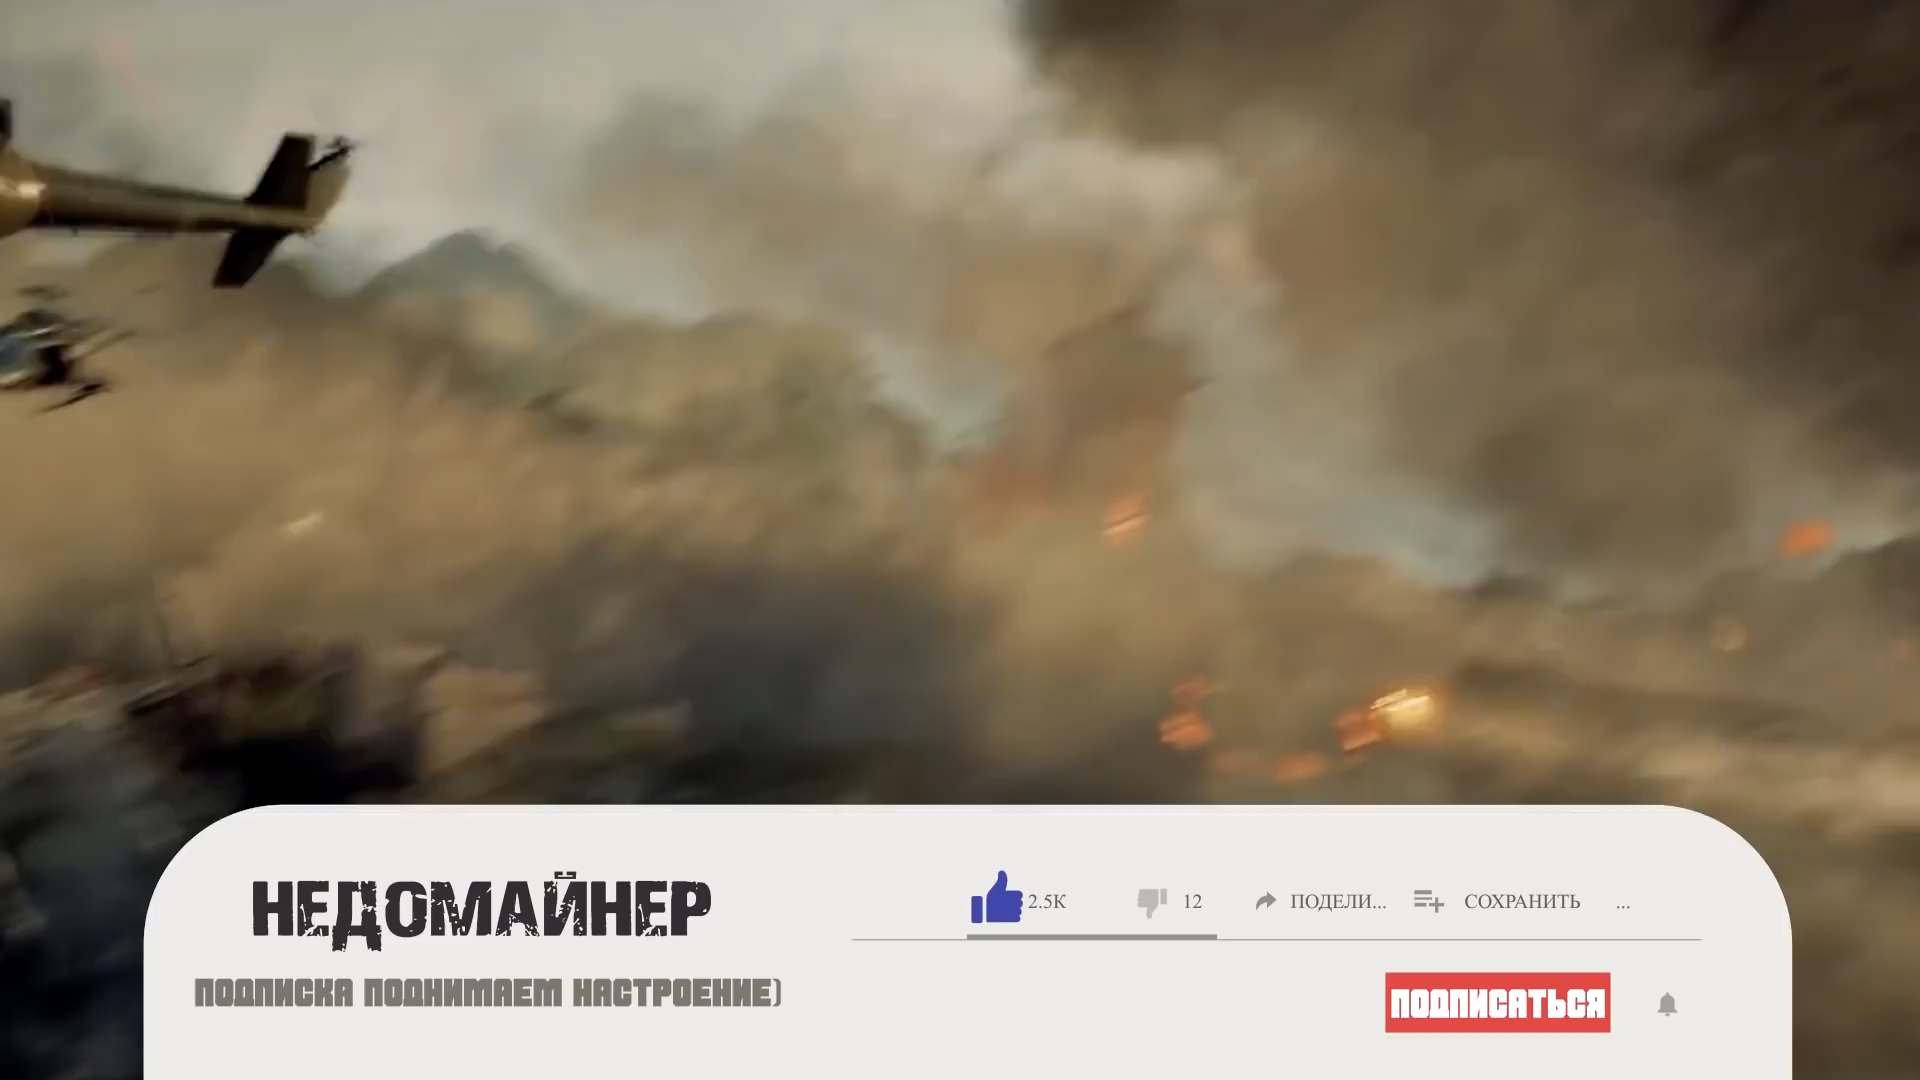 НЕДОМАЙНЕР
ПОДПИСКА ПОДНИМАЕМ НАСТРОЕНИЕ)
2.5K 12 ПОДЕЛИ... СОХРАНИТЬ ...
ПОДПИСАТЬСЯ